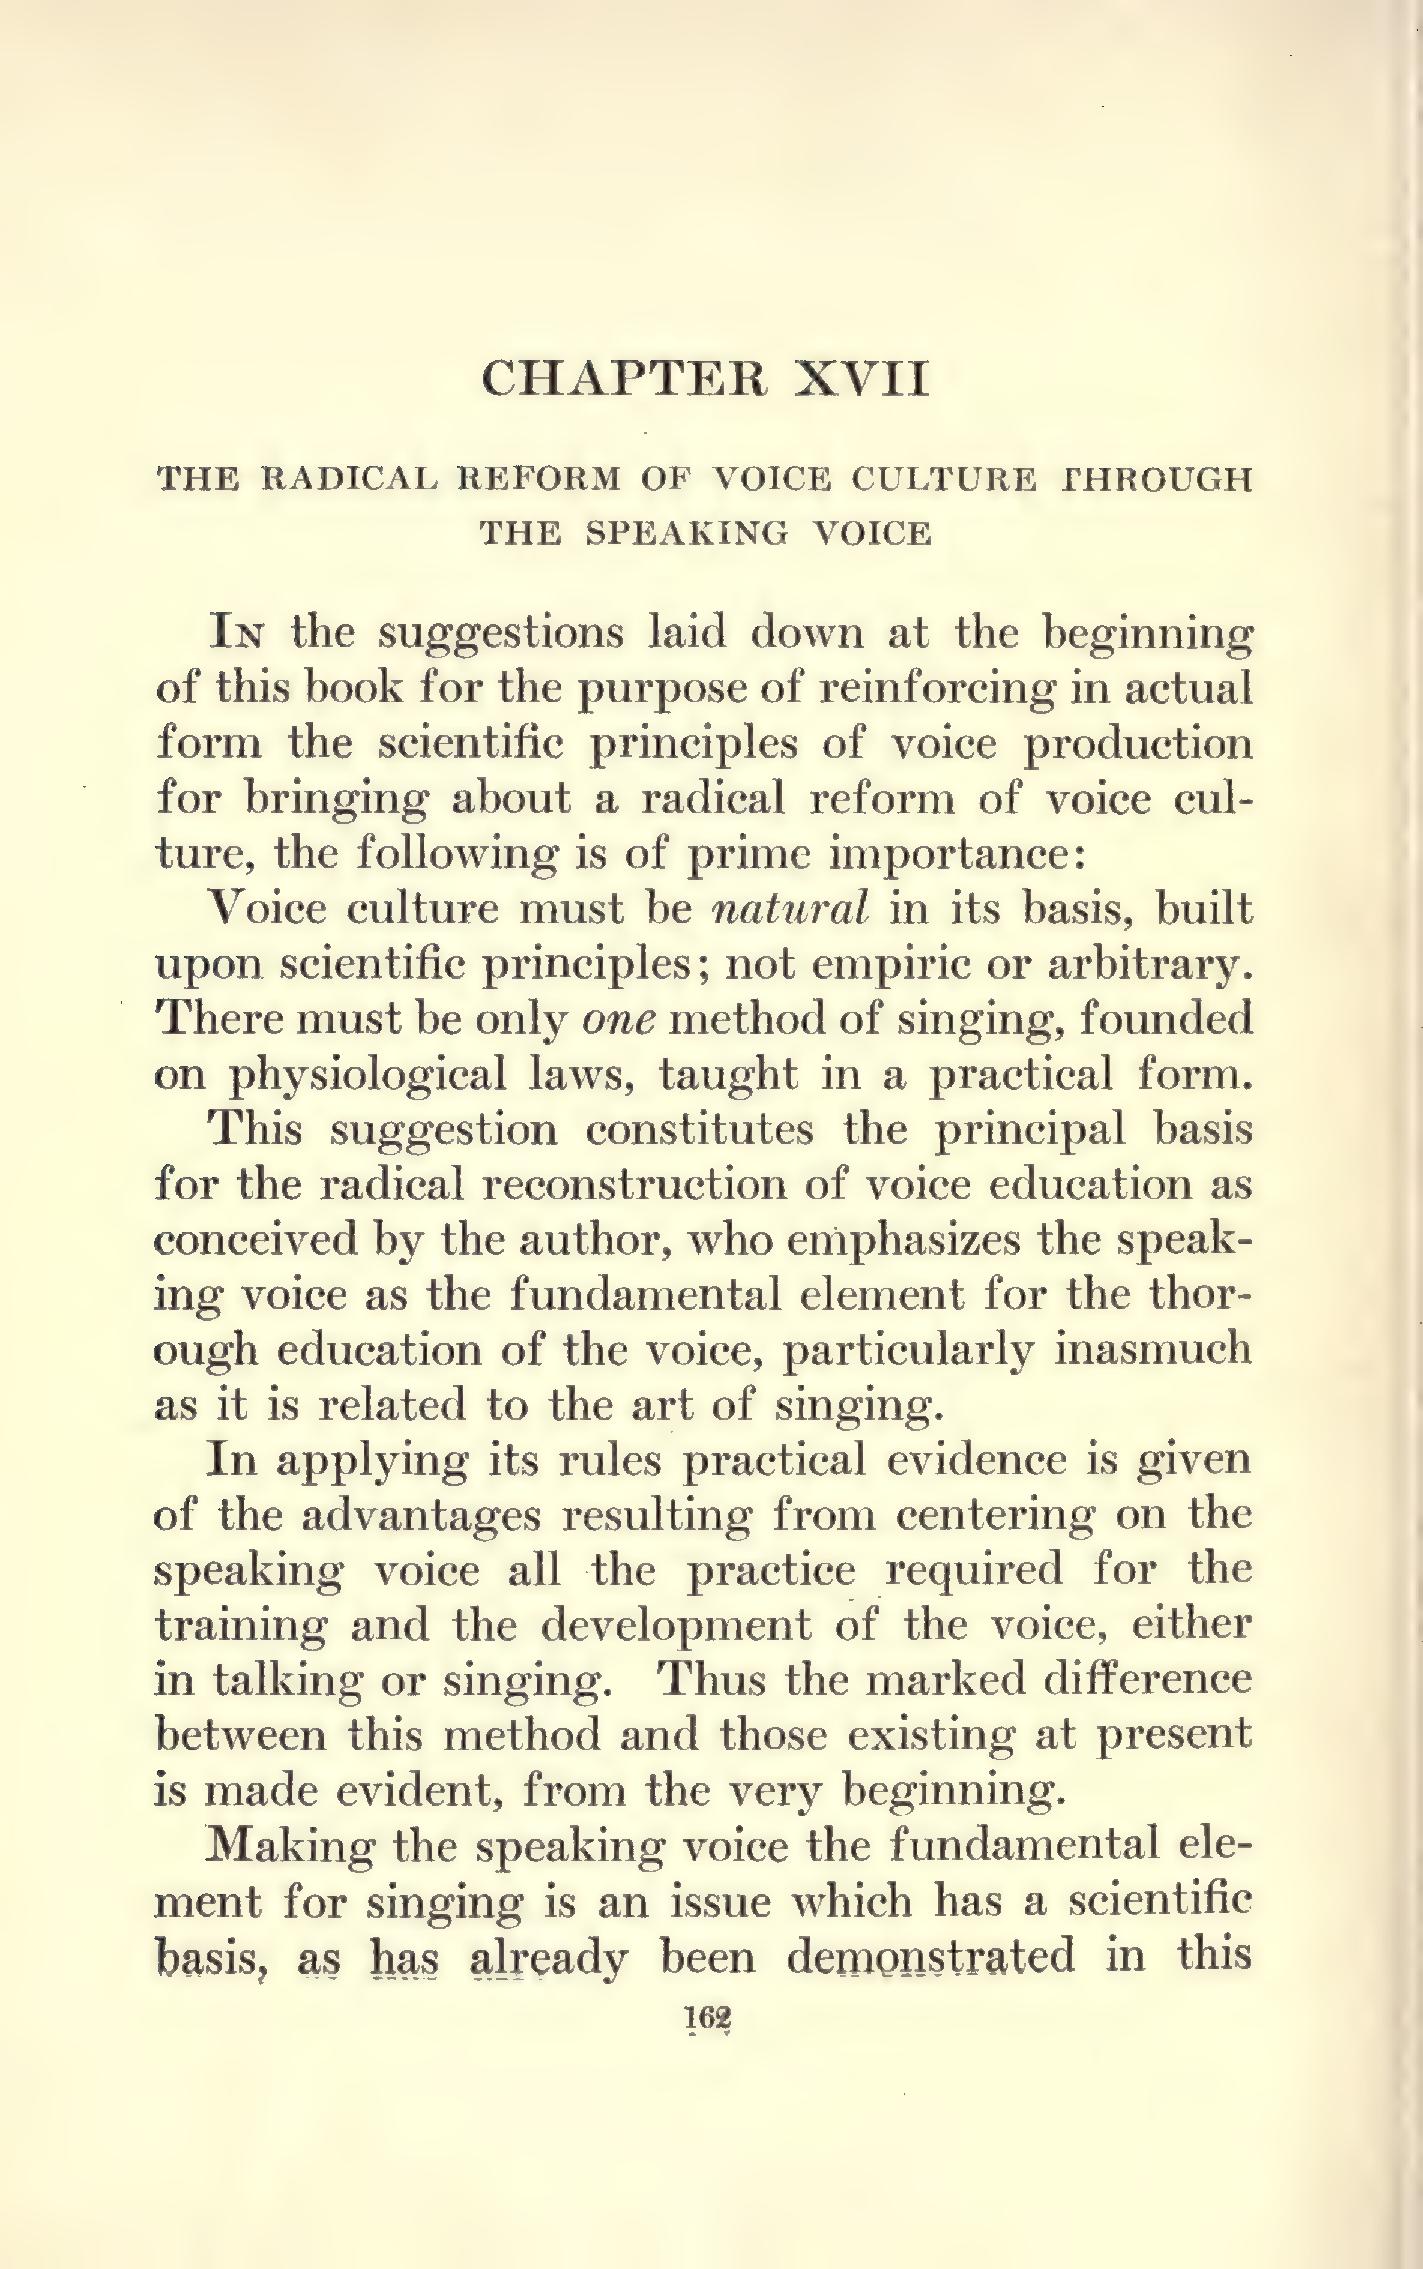 CHAPTER XVII
THE RADICAL REFORM OF VOICE CULTURE THROUGH
THE SPEAKING VOICE
In the suggestions laid down at the beginning
of this book for the purpose of reinforcing in actual
form the scientific principles of voice production
for bringing about a radical reform of voice cul-
ture, the following is of prime importance:
Voice culture must be natural in its basis, built
upon scientific principles; not empiric or arbitrary.
There must be only one method of singing, founded
on physiological laws, taught in a practical form.
This suggestion constitutes the principal basis
for the radical reconstruction of voice education as
conceived by the author, who emphasizes the speak-
ing voice as the fundamental element for the thor-
ough education of the voice, particularly inasmuch
as it is related to the art of singing.
In applying its rules practical evidence is given
of the advantages resulting from centering on the
speaking voice all the practice required for the
training and the development of the voice, either
in talking or singing. Thus the marked difference
between this method and those existing at present
is made evident, from the very beginning.
Making the speaking voice the fundamental ele-
ment for singing is an issue which has a scientific
basis, as has already been demonstrated in this
162